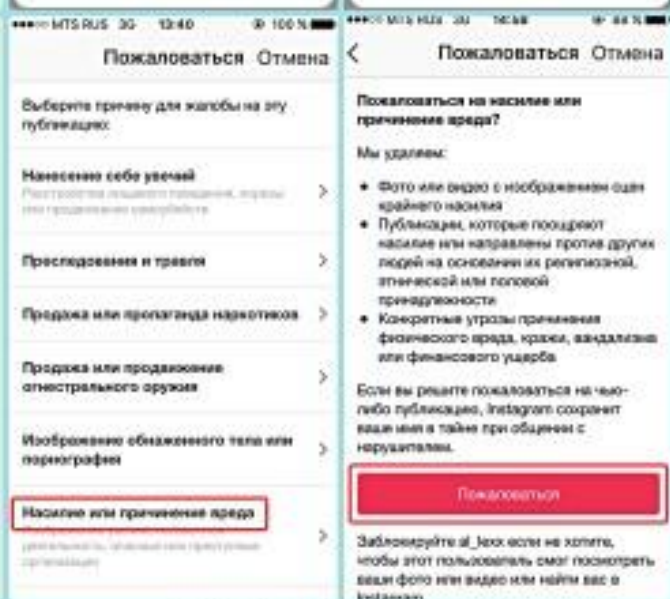 MTS RUS 3G 13:40 100 %
Пожаловаться Отмена
Выберите причину для жалобы на эту
публикацию:
Нанесение себе увечий
Преследования и травля
Продажа или пропаганда наркотиков
Продажа или продвижение
огнестрельного оружия
Изображение обнаженного тела или
порнография
Насилие или причинение вреда
Пожаловаться Отмена
Пожаловаться на насилие или
причинение вреда?
Мы удаляем:
Фото или видео с изображением сцен
крайнего насилия
Публикации, которые поощряют
насилие или направлены против других
людей на основании их религиозной,
этнической или половой
принадлежности
Конкретные угрозы причинения
физического вреда, кражи, вандализма
или финансового ущерба
Если вы решите пожаловаться на чью-
либо публикацию, Instagram сохранит
ваше имя в тайне при общении с
нарушителем.
Пожаловаться
Заблокируйте al_lexx если не хотите,
чтобы этот пользователь смог посмотреть
ваши фото или видео или найти вас в
Instagram